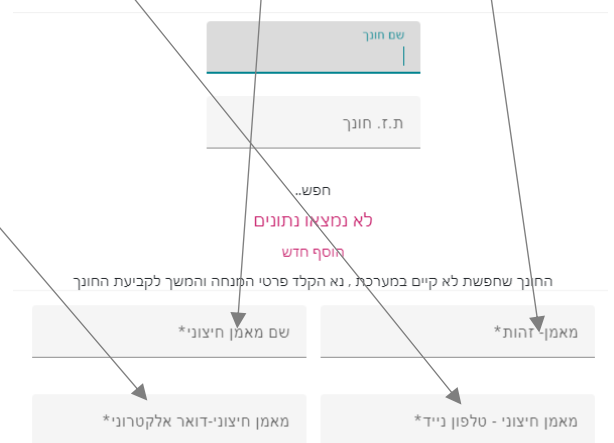 שם חונך
ת.ז. חונך
חפש..
לא נמצאו נתונים
הוסף חדש
החונך שחפשת לא קיים במערכת , נא הקלד פרטי המנחה והמשך לקביעת החונך
מאמן- זהות*
שם מאמן חיצוני*
מאמן חיצוני - טלפון נייד*
מאמן חיצוני-דואר אלקטרוני*